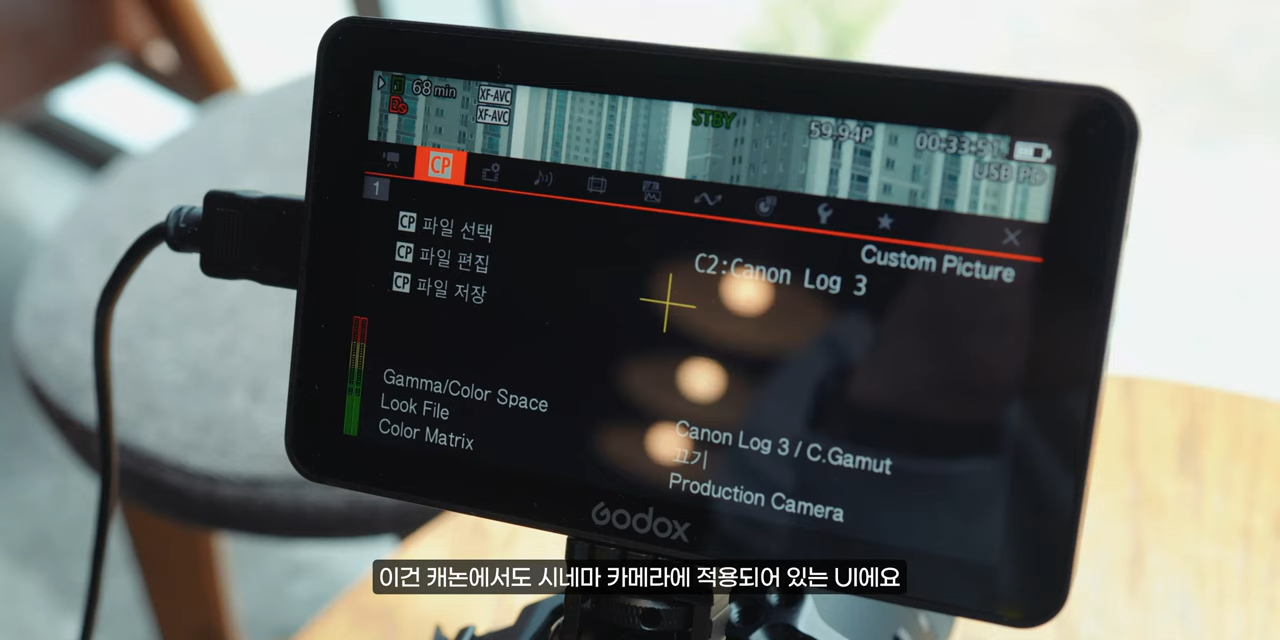 68 min
XF-AVC
XF-AVC
STBY
59.94P
00:33:51
USB PD
CP
1
Custom Picture
CP 파일 선택
CP 파일 편집
CP 파일 저장
C2:Canon Log 3
Gamma/Color Space
Canon Log 3 / C.Gamut
Look File
끄기
Color Matrix
Production Camera
Godox
이건 캐논에서도 시네마 카메라에 적용되어 있는 UI에요